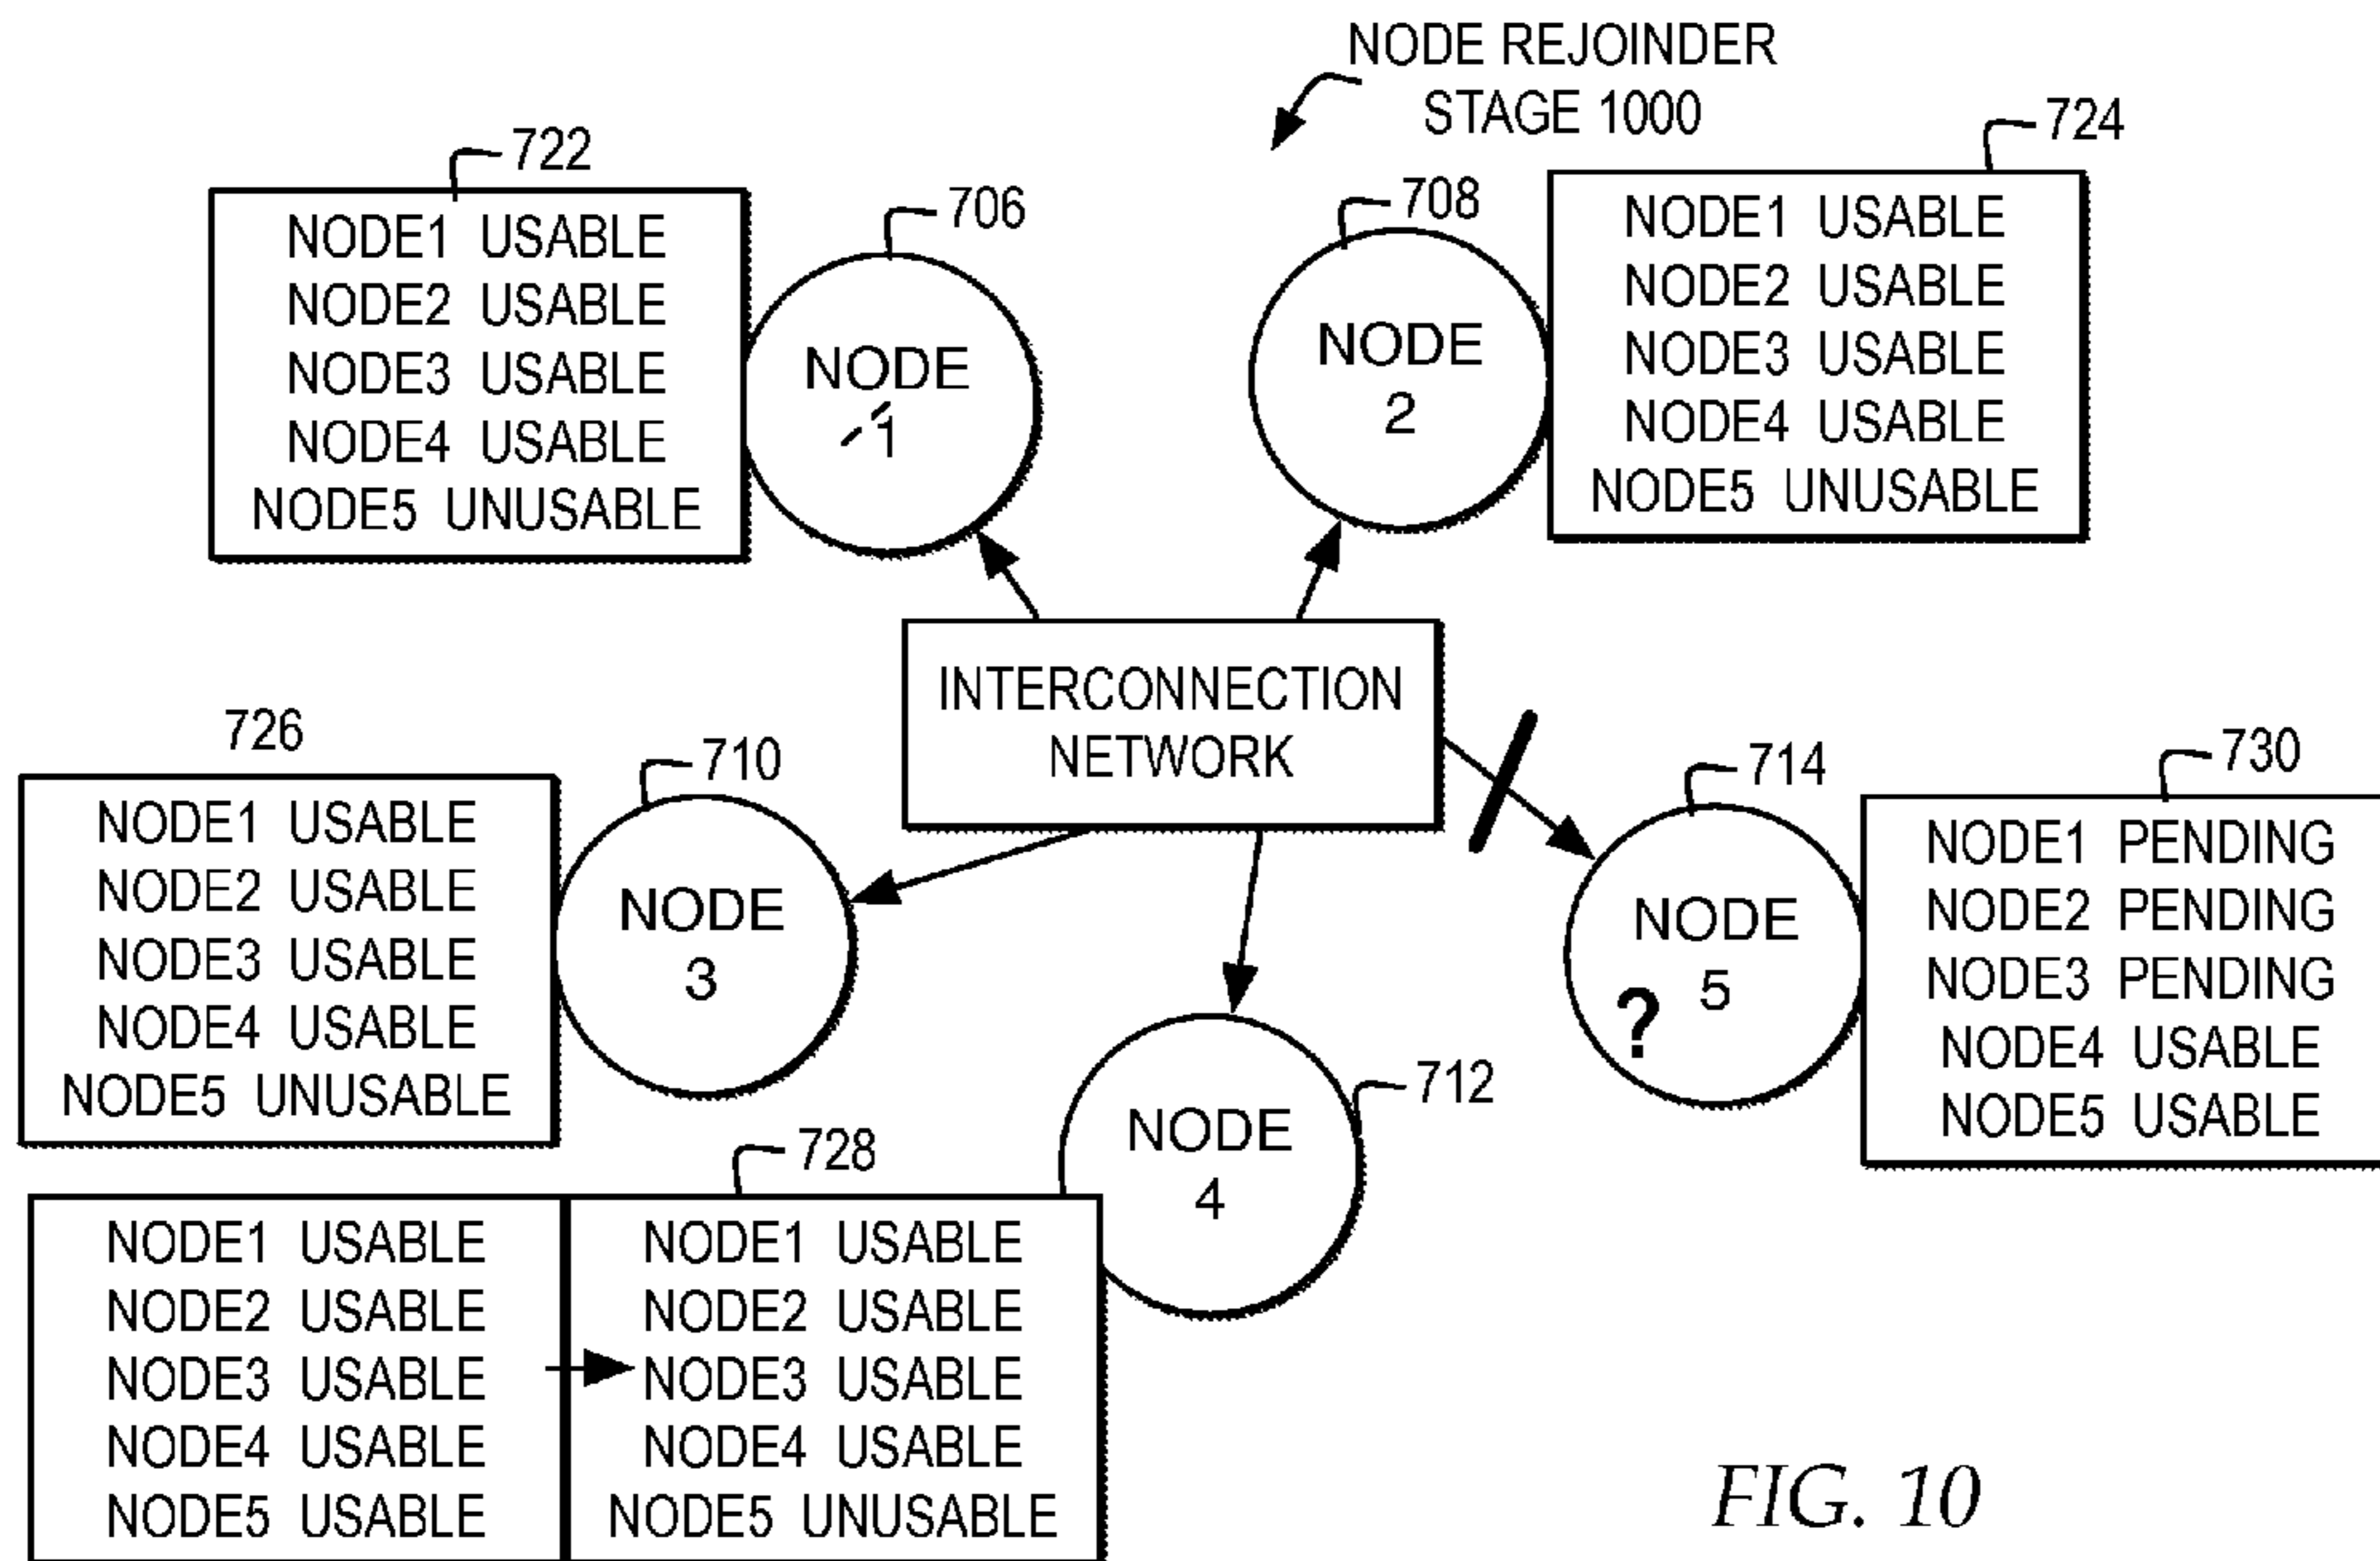 NODE REJOINDER
STAGE 1000
722
NODE1 USABLE
NODE2 USABLE
NODE3 USABLE
NODE4 USABLE
NODE5 UNUSABLE
706
NODE
1
708
NODE
2
724
NODE1 USABLE
NODE2 USABLE
NODE3 USABLE
NODE4 USABLE
NODE5 UNUSABLE
INTERCONNECTION
NETWORK
726
NODE1 USABLE
NODE2 USABLE
NODE3 USABLE
NODE4 USABLE
NODE5 UNUSABLE
710
NODE
3
714
NODE
5
?
730
NODE1 PENDING
NODE2 PENDING
NODE3 PENDING
NODE4 USABLE
NODE5 USABLE
712
NODE
4
NODE1 USABLE
NODE2 USABLE
NODE3 USABLE
NODE4 USABLE
NODE5 USABLE
728
NODE1 USABLE
NODE2 USABLE
NODE3 USABLE
NODE4 USABLE
NODE5 UNUSABLE
FIG. 10